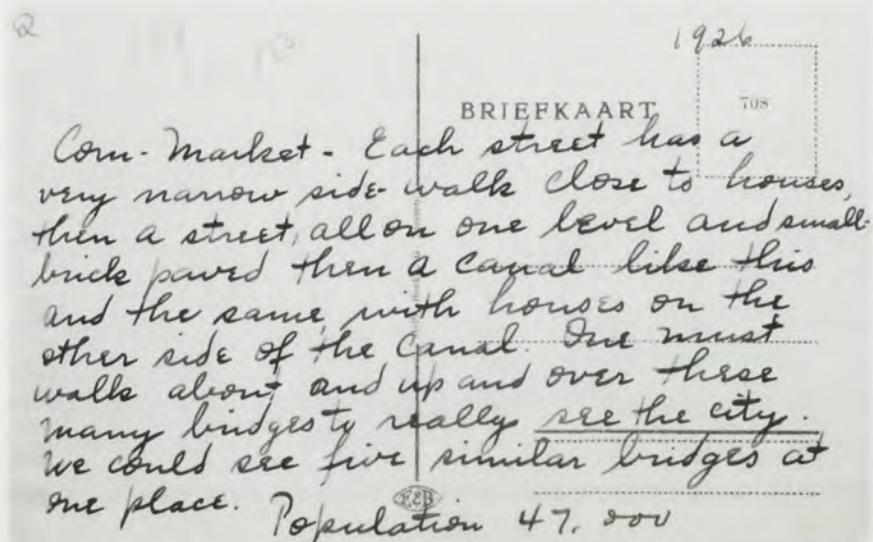 1926
BRIEFKAART
708
Corn-Market - Each street has a
very narrow side-walk close to houses,
then a street, all on one level and small-
brick paved then a canal like this
and the same with houses on the
other side of the canal. One must
walk about and up and over these
many bridges to really see the city.
We could see five similar bridges at
one place.
EEB
Population 47.000